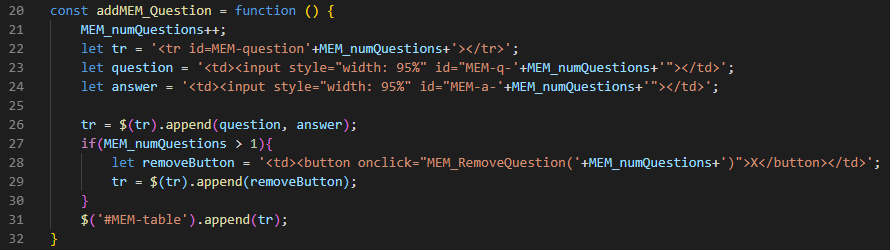 20 const addMEM_Question = function () {
21 MEM_numQuestions++;
22 let tr = '<tr id=MEM-question'+MEM_numQuestions+'></tr>';
23 let question = '<td><input style="width: 95%" id="MEM-q-'+MEM_numQuestions+'"></td>';
24 let answer = '<td><input style="width: 95%" id="MEM-a-'+MEM_numQuestions+'"></td>';
25
26 tr = $(tr).append(question, answer);
27 if(MEM_numQuestions > 1){
28 let removeButton = '<td><button onclick="MEM_RemoveQuestion('+MEM_numQuestions+')">X</button></td>';
29 tr = $(tr).append(removeButton);
30 }
31 $('#MEM-table').append(tr);
32 }